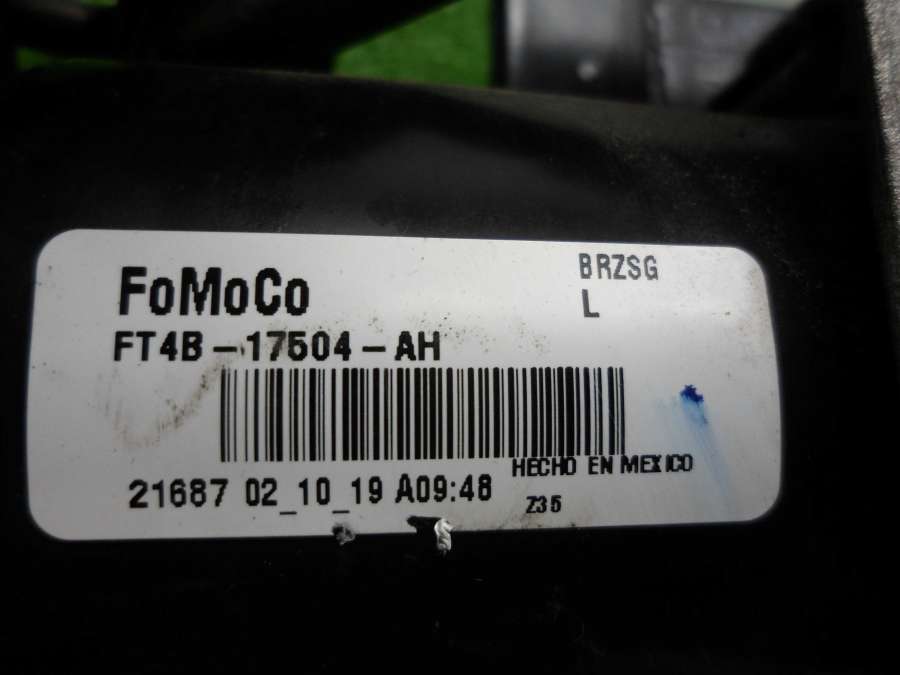 FoMoCo
BRZSG
L
FT4B-17504-AH
21687 02_10_19 A09:48
HECHO EN MEXICO
Z35